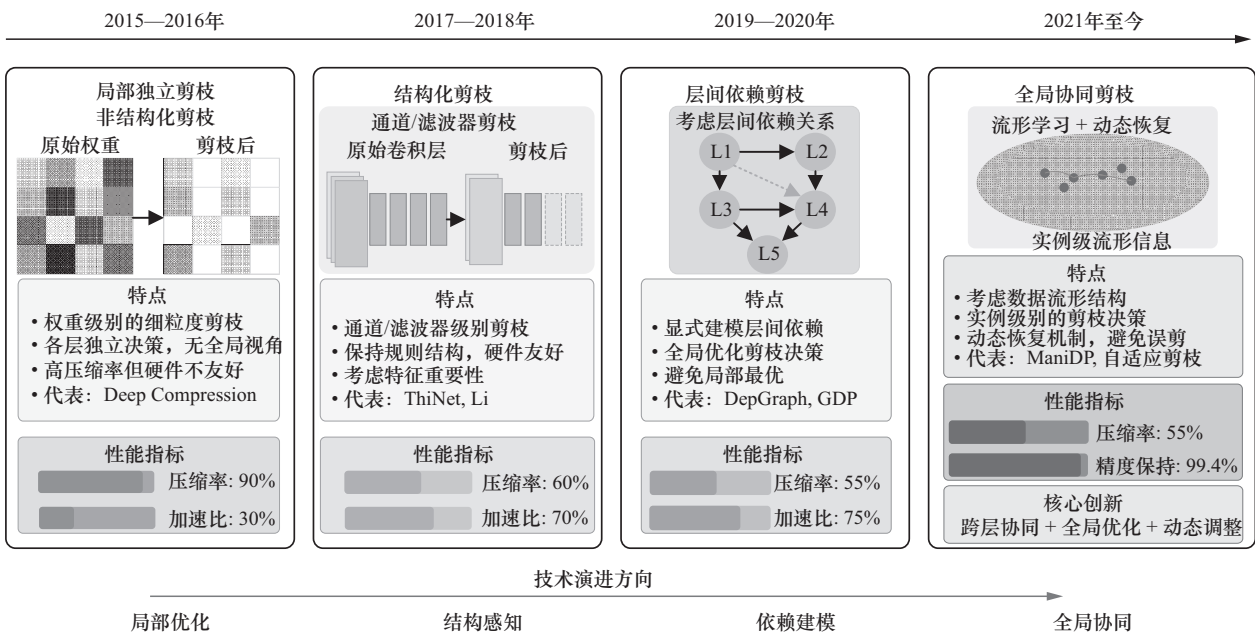 2015—2016年
2017—2018年
2019—2020年
2021年至今
局部独立剪枝
非结构化剪枝
原始权重
剪枝后
特点
• 权重级别的细粒度剪枝
• 各层独立决策，无全局视角
• 高压缩率但硬件不友好
• 代表：Deep Compression
性能指标
压缩率: 90%
加速比: 30%
结构化剪枝
通道/滤波器剪枝
原始卷积层
剪枝后
特点
• 通道/滤波器级别剪枝
• 保持规则结构，硬件友好
• 考虑特征重要性
• 代表：ThiNet, Li
性能指标
压缩率: 60%
加速比: 70%
层间依赖剪枝
考虑层间依赖关系
L1
L2
L3
L4
L5
特点
• 显式建模层间依赖
• 全局优化剪枝决策
• 避免局部最优
• 代表：DepGraph, GDP
性能指标
压缩率: 55%
加速比: 75%
全局协同剪枝
流形学习 + 动态恢复
实例级流形信息
特点
• 考虑数据流形结构
• 实例级别的剪枝决策
• 动态恢复机制，避免误剪
• 代表：ManiDP, 自适应剪枝
性能指标
压缩率: 55%
精度保持: 99.4%
核心创新
跨层协同 + 全局优化 + 动态调整
技术演进方向
局部优化
结构感知
依赖建模
全局协同